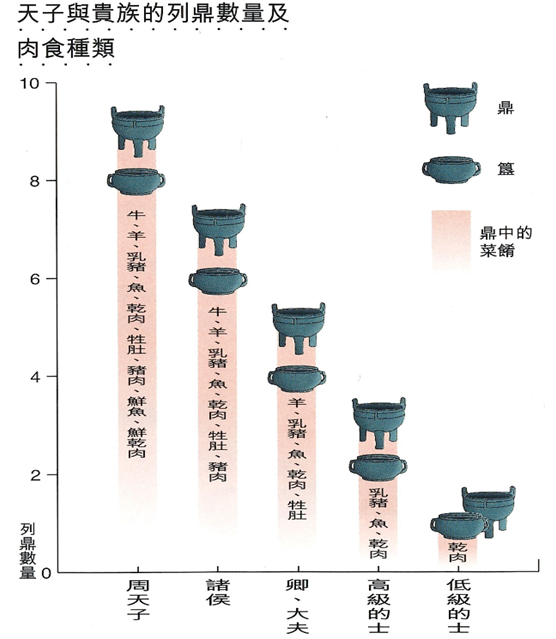 天子與貴族的列鼎數量及
肉食種類
10
8
6
4
2
0
列鼎數量
鼎
簋
鼎中的
菜餚
牛、羊、乳豬、魚、乾肉、牲肚、豬肉、鮮魚、鮮乾肉
牛、羊、乳豬、魚、乾肉、牲肚、豬肉
羊、乳豬、魚、乾肉、牲肚
乳豬、魚、乾肉
乾肉
周天子
諸侯
卿、大夫
高級的士
低級的士